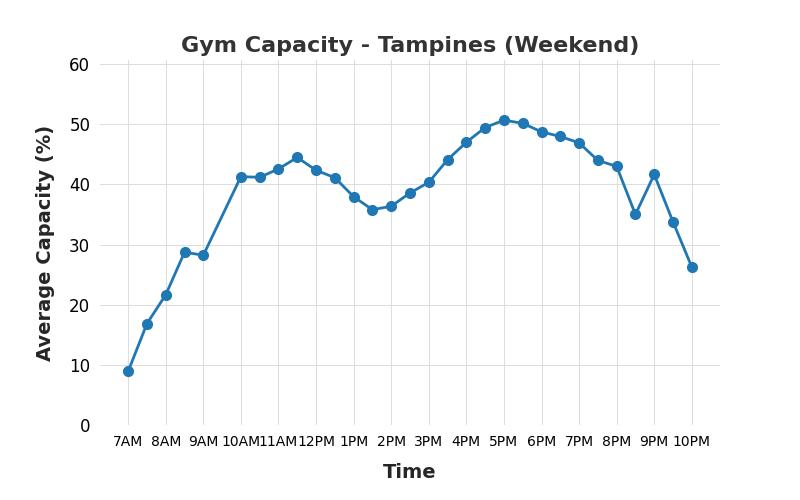 Gym Capacity - Tampines (Weekend)
Average Capacity (%)
60
50
40
30
20
10
0
7AM 8AM 9AM 10AM 11AM 12PM 1PM 2PM 3PM 4PM 5PM 6PM 7PM 8PM 9PM 10PM
Time